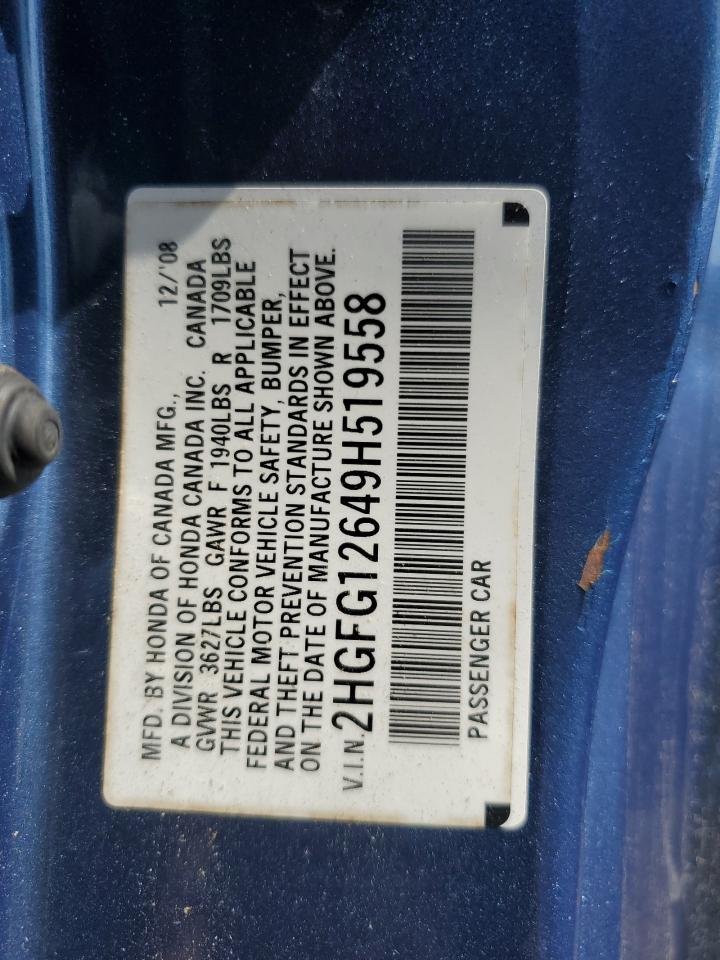 MFD. BY HONDA OF CANADA MFG., 12/'08
A DIVISION OF HONDA CANADA INC. CANADA
GVWR 3627LBS GAWR F 1940LBS R 1709LBS
THIS VEHICLE CONFORMS TO ALL APPLICABLE
FEDERAL MOTOR VEHICLE SAFETY, BUMPER,
AND THEFT PREVENTION STANDARDS IN EFFECT
ON THE DATE OF MANUFACTURE SHOWN ABOVE.
V.I.N. 2HGFG12649H519558
PASSENGER CAR